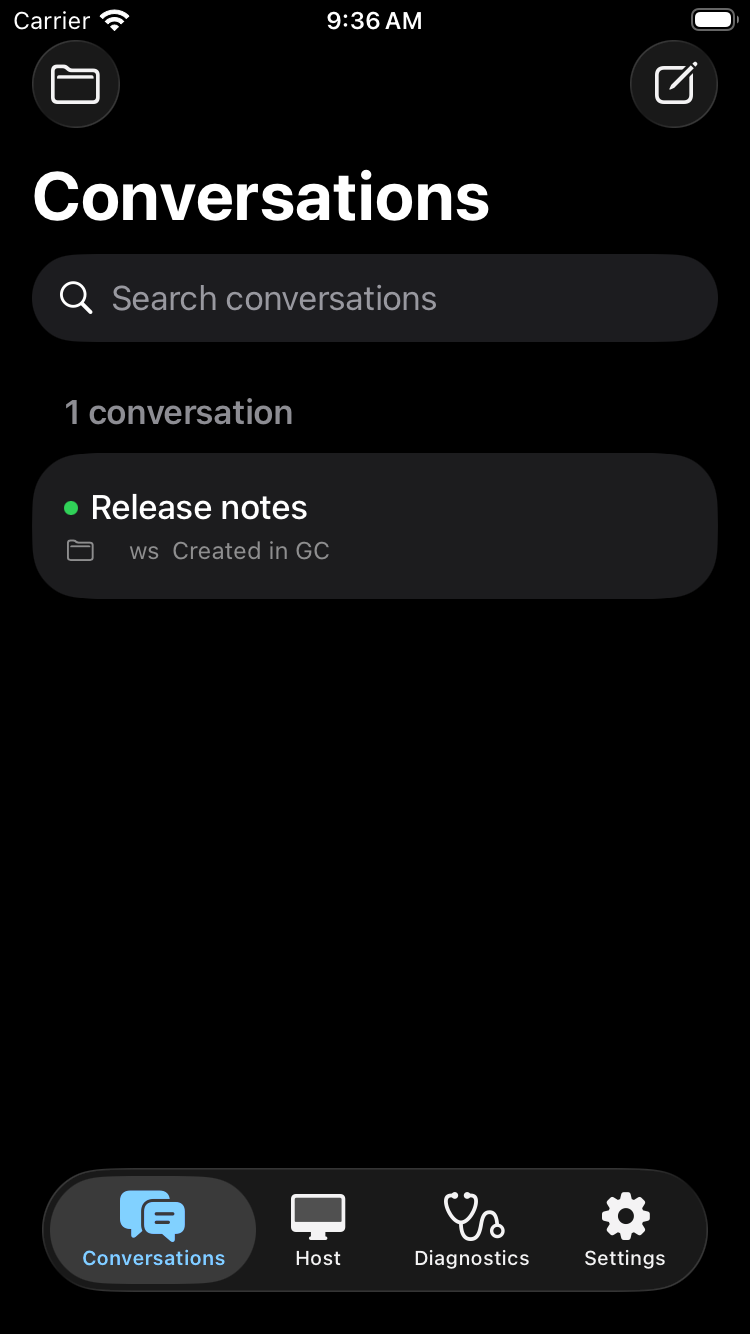 Carrier 9:36 AM
Conversations
Search conversations
1 conversation
Release notes
ws Created in GC
Conversations Host Diagnostics Settings